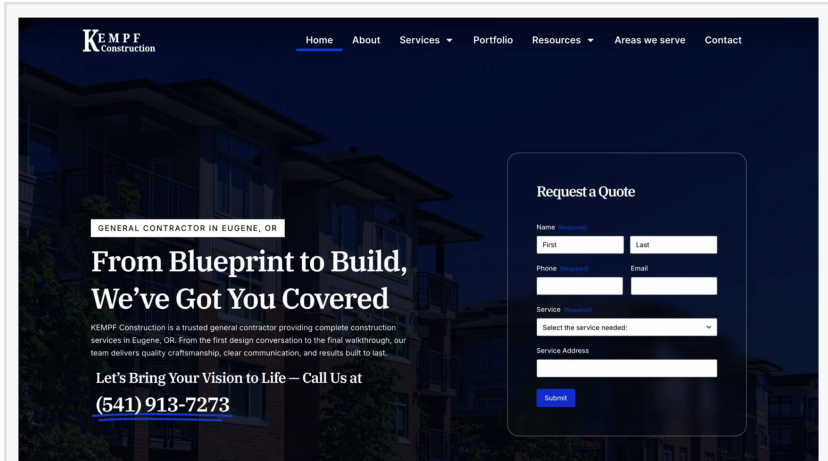 KEMPF
Construction
Home About Services Portfolio Resources Areas we serve Contact
GENERAL CONTRACTOR IN EUGENE, OR
From Blueprint to Build,
We've Got You Covered
KEMPF Construction is a trusted general contractor providing complete construction
services in Eugene, OR. From the first design conversation to the final walkthrough, our
team delivers quality craftsmanship, clear communication, and results built to last.
Let's Bring Your Vision to Life — Call Us at
(541) 913-7273
Request a Quote
Name (Required)
First Last
Phone (Required) Email
Service (Required)
Select the service needed:
Service Address
Submit